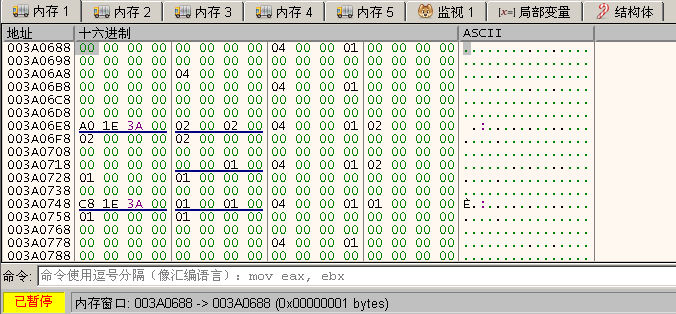 内存 1 内存 2 内存 3 内存 4 内存 5 监视 1 [x=] 局部变量 结构体
地址 十六进制 ASCII
003A0688 00 00 00 00 00 00 00 00 04 00 00 01 00 00 00 00 ................
003A0698 00 00 00 00 00 00 00 00 00 00 00 00 00 00 00 00 ................
003A06A8 00 00 00 00 04 00 00 00 00 00 00 00 00 00 00 00 ................
003A06B8 00 00 00 00 00 00 00 00 04 00 00 01 00 00 00 00 ................
003A06C8 00 00 00 00 00 00 00 00 00 00 00 00 00 00 00 00 ................
003A06D8 00 00 00 00 00 00 00 00 00 00 00 00 00 00 00 00 ................
003A06E8 A0 1E 3A 00 02 00 02 00 04 00 00 01 02 00 00 00  .:.............
003A06F8 02 00 00 00 02 00 00 00 00 00 00 00 00 00 00 00 ................
003A0708 00 00 00 00 00 00 00 00 00 00 00 00 00 00 00 00 ................
003A0718 00 00 00 00 00 00 01 00 04 00 00 01 02 00 00 00 ................
003A0728 01 00 00 00 01 00 00 00 00 00 00 00 00 00 00 00 ................
003A0738 00 00 00 00 00 00 00 00 00 00 00 00 00 00 00 00 ................
003A0748 C8 1E 3A 00 01 00 01 00 04 00 00 01 01 00 00 00 È.:.............
003A0758 01 00 00 00 01 00 00 00 00 00 00 00 00 00 00 00 ................
003A0768 00 00 00 00 00 00 00 00 00 00 00 00 00 00 00 00 ................
003A0778 00 00 00 00 00 00 00 00 04 00 00 01 00 00 00 00 ................
003A0788 00 00 00 00 00 00 00 00 00 00 00 00 00 00 00 00 ................
命令: 命令使用逗号分隔（像汇编语言）: mov eax, ebx
已暂停 内存窗口: 003A0688 -> 003A0688 (0x00000001 bytes)